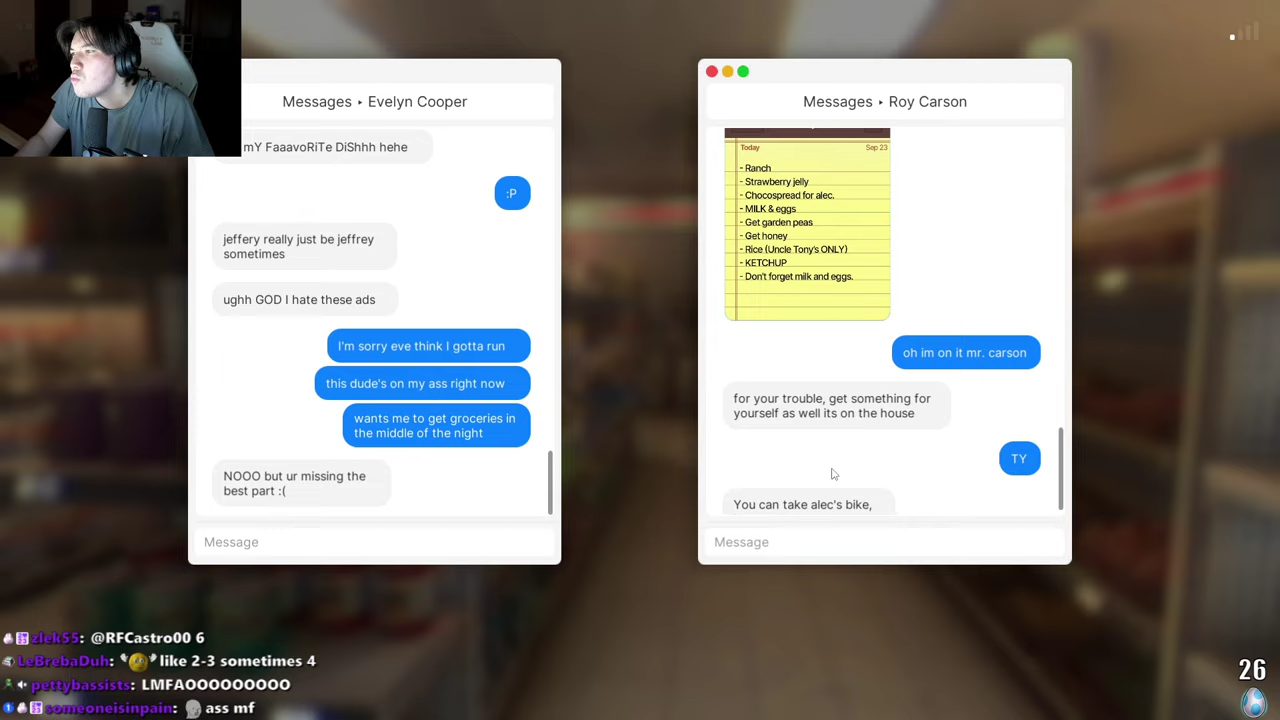 Messages ▸ Evelyn Cooper
mY FaaavoRiTe DiShhh hehe
:P
jeffery really just be jeffrey
sometimes
ughh GOD I hate these ads
I'm sorry eve think I gotta run
this dude's on my ass right now
wants me to get groceries in
the middle of the night
NOOO but ur missing the
best part :(
Message
Messages ▸ Roy Carson
Today Sep 23
- Ranch
- Strawberry jelly
- Chocospread for alec.
- MILK & eggs
- Get garden peas
- Get honey
- Rice (Uncle Tony's ONLY)
- KETCHUP
- Don't forget milk and eggs.
oh im on it mr. carson
for your trouble, get something for
yourself as well its on the house
TY
You can take alec's bike,
Message
zlek55: @RFCastro00 6
LeBrebaDuh: like 2-3 sometimes 4
pettybassists: LMFAOOOOOOOOO
someoneisinpain: ass mf
26